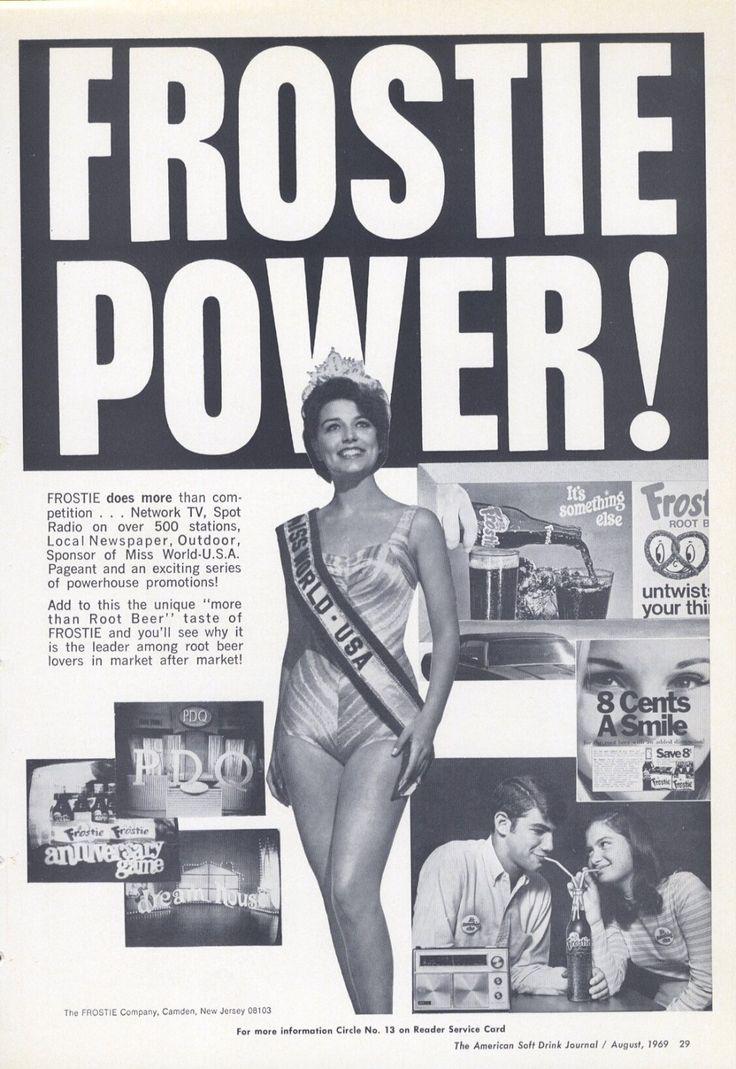 FROSTIE
POWER!
FROSTIE does more than com-
petition . . . Network TV, Spot
Radio on over 500 stations,
Local Newspaper, Outdoor,
Sponsor of Miss World-U.S.A.
Pageant and an exciting series
of powerhouse promotions!
Add to this the unique "more
than Root Beer" taste of
FROSTIE and you'll see why it
is the leader among root beer
lovers in market after market!
MISS WORLD · USA
It's
something
else
Frostie
Frost
ROOT B
untwist
your thi
8 Cents
A Smile
Save 8¢
Frostie Frostie
PDQ
PDQ
Frostie Frostie
anniversary
game
dream house
Frostie
The FROSTIE Company, Camden, New Jersey 08103
For more information Circle No. 13 on Reader Service Card
The American Soft Drink Journal / August, 1969 29